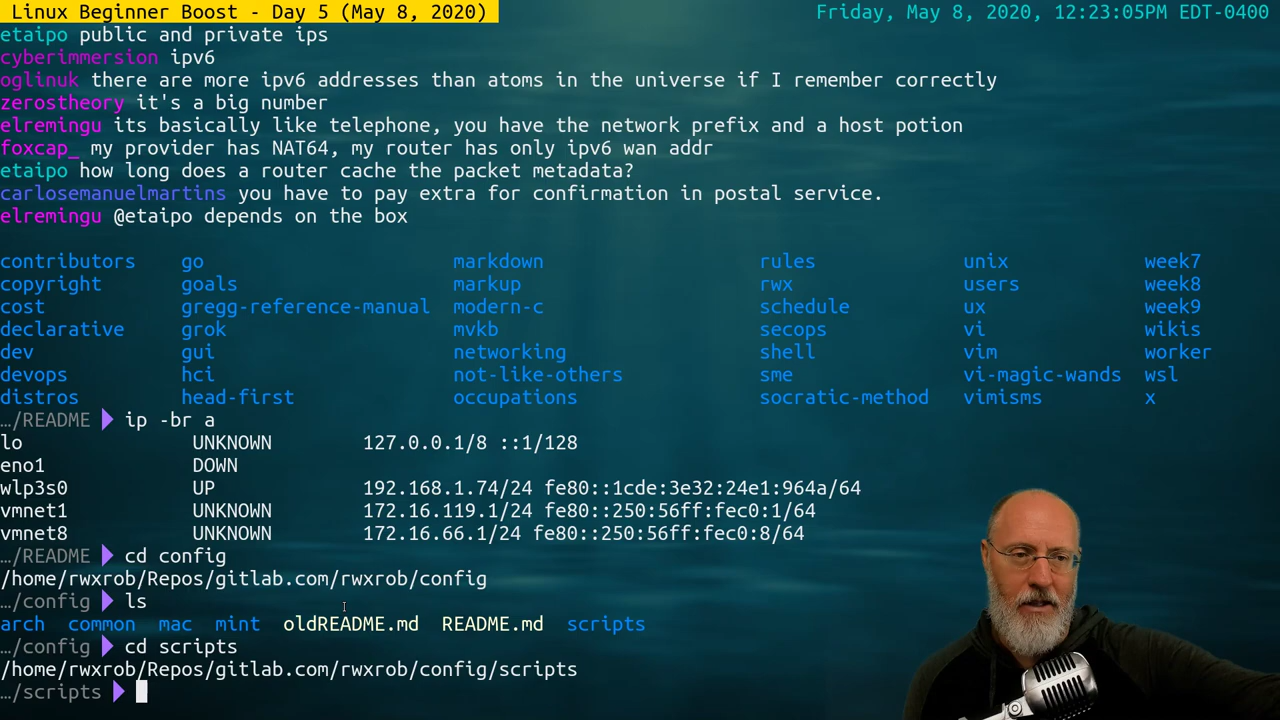 Linux Beginner Boost - Day 5 (May 8, 2020) Friday, May 8, 2020, 12:23:05PM EDT-0400
etaipo public and private ips
cyberimmersion ipv6
oglinuk there are more ipv6 addresses than atoms in the universe if I remember correctly
zerostheory it's a big number
elremingu its basically like telephone, you have the network prefix and a host potion
foxcap_ my provider has NAT64, my router has only ipv6 wan addr
etaipo how long does a router cache the packet metadata?
carlosemanuelmartins you have to pay extra for confirmation in postal service.
elremingu @etaipo depends on the box
contributors go markdown rules unix week7
copyright goals markup rwx users week8
cost gregg-reference-manual modern-c schedule ux week9
declarative grok mvkb secops vi wikis
dev gui networking shell vim worker
devops hci not-like-others sme vi-magic-wands wsl
distros head-first occupations socratic-method vimisms x
…/README ip -br a
lo UNKNOWN 127.0.0.1/8 ::1/128
eno1 DOWN
wlp3s0 UP 192.168.1.74/24 fe80::1cde:3e32:24e1:964a/64
vmnet1 UNKNOWN 172.16.119.1/24 fe80::250:56ff:fec0:1/64
vmnet8 UNKNOWN 172.16.66.1/24 fe80::250:56ff:fec0:8/64
…/README cd config
/home/rwxrob/Repos/gitlab.com/rwxrob/config
…/config ls
arch common mac mint oldREADME.md README.md scripts
…/config cd scripts
/home/rwxrob/Repos/gitlab.com/rwxrob/config/scripts
…/scripts